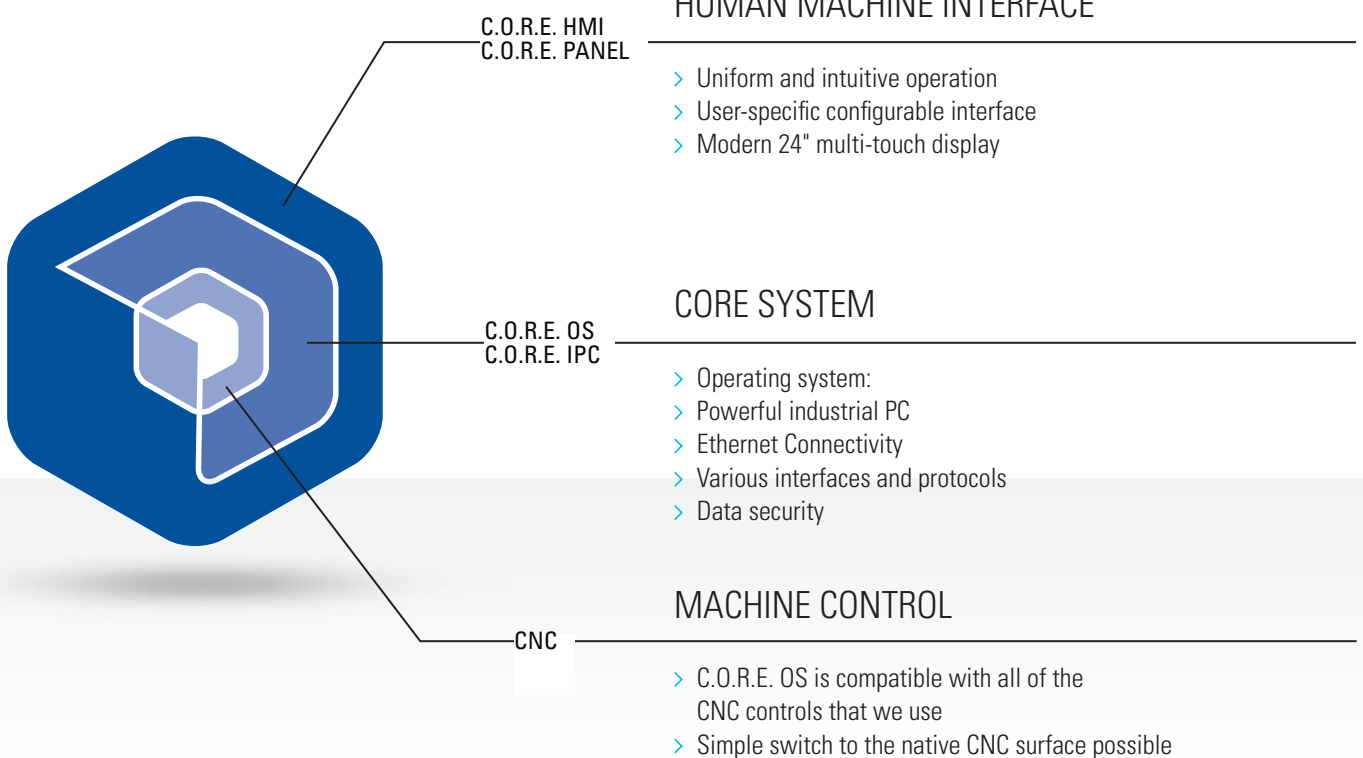 HUMAN MACHINE INTERFACE
C.O.R.E. HMI
C.O.R.E. PANEL
> Uniform and intuitive operation
> User-specific configurable interface
> Modern 24" multi-touch display
CORE SYSTEM
C.O.R.E. OS
C.O.R.E. IPC
> Operating system:
> Powerful industrial PC
> Ethernet Connectivity
> Various interfaces and protocols
> Data security
MACHINE CONTROL
CNC
> C.O.R.E. OS is compatible with all of the
CNC controls that we use
> Simple switch to the native CNC surface possible